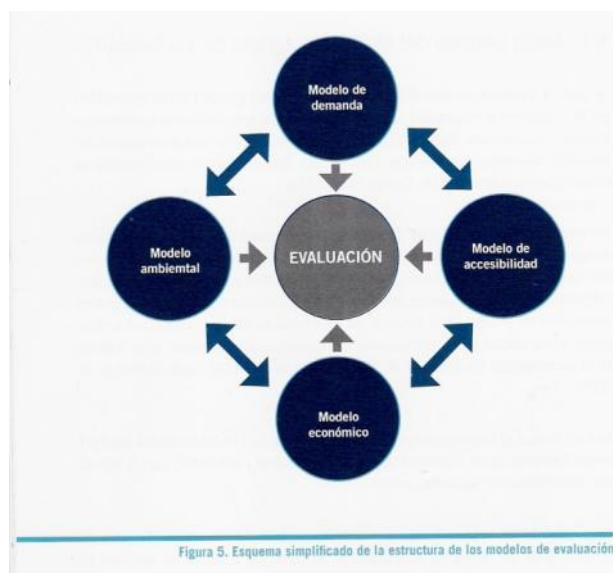 Modelo de
demanda
Modelo
ambiemtal
EVALUACIÓN
Modelo de
accesibilidad
Modelo
económico
Figura 5. Esquema simplificado de la estructura de los modelos de evaluación